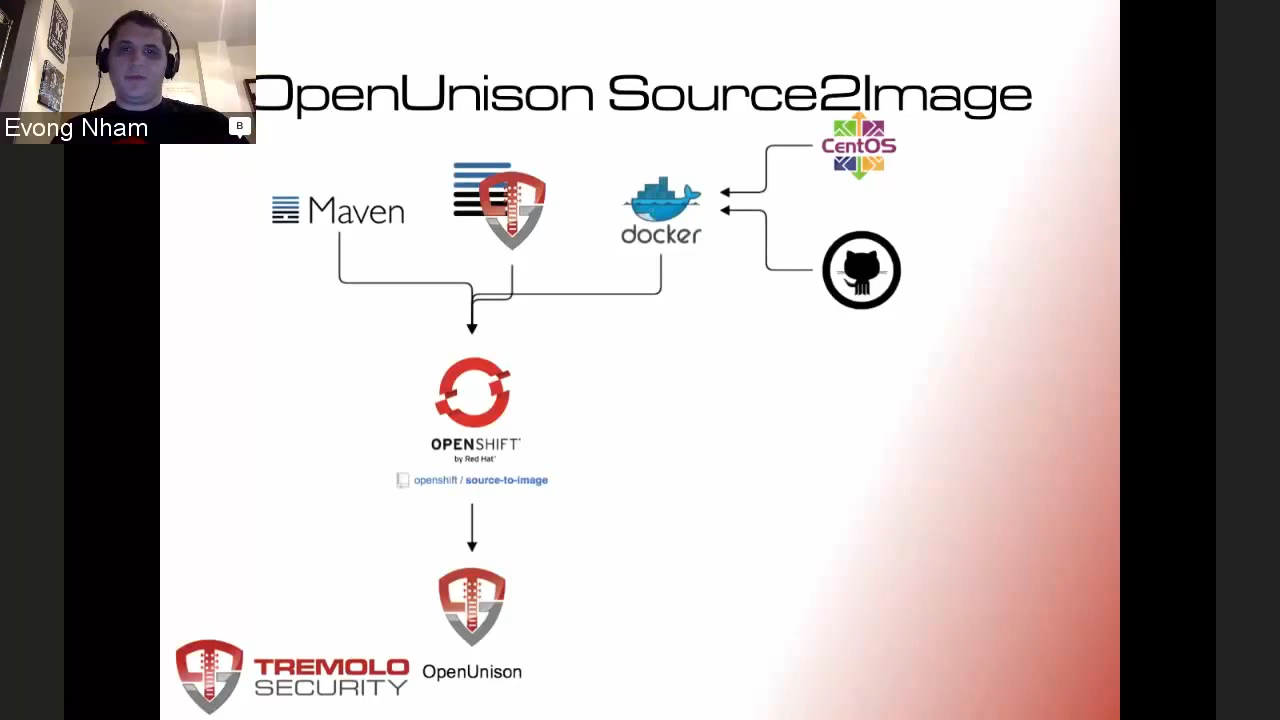 OpenUnison Source2Image
Evong Nham
B
CentOS
Maven
docker
OPENSHIFT
by Red Hat
openshift / source-to-image
OpenUnison
TREMOLO
SECURITY